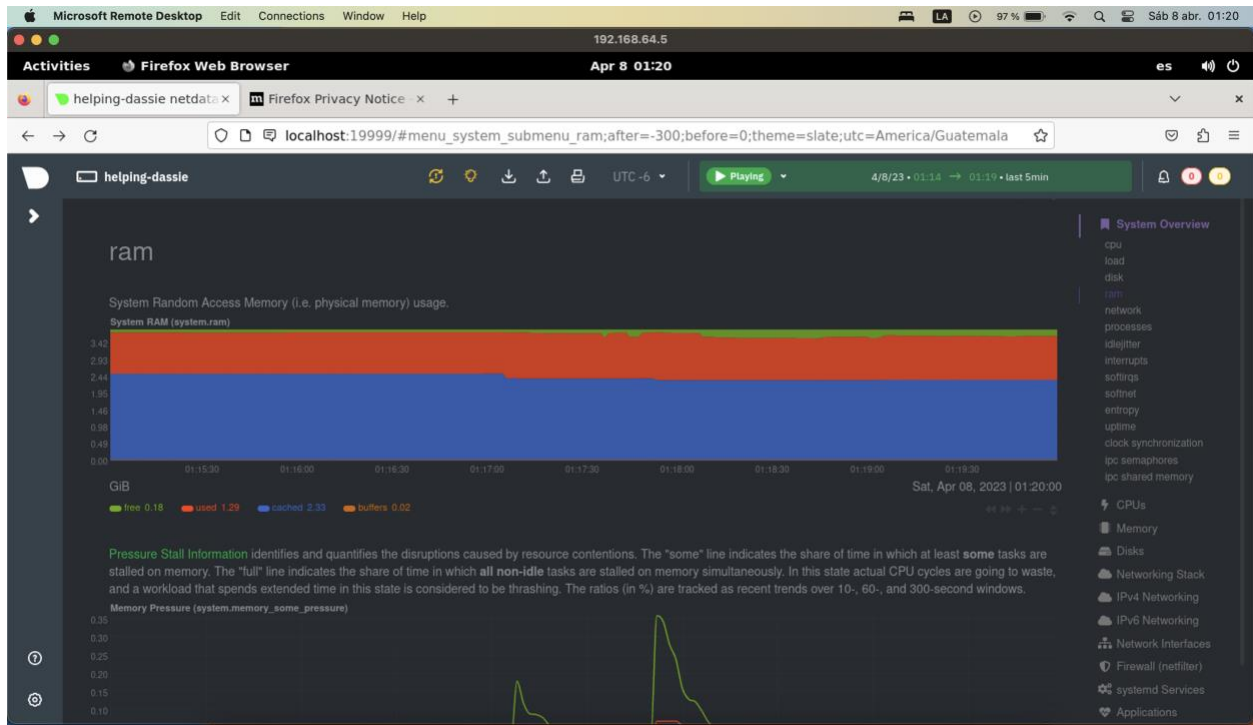 Microsoft Remote Desktop Edit Connections Window Help LA 97 % Sáb 8 abr. 01:20
192.168.64.5
Activities Firefox Web Browser Apr 8 01:20 es
helping-dassie netdata × Firefox Privacy Notice - × + ×
localhost:19999/#menu_system_submenu_ram;after=-300;before=0;theme=slate;utc=America/Guatemala
helping-dassie UTC -6 Playing 4/8/23 • 01:14 → 01:19 • last 5min 0 0
System Overview
cpu
load
disk
ram
network
processes
idlejitter
interrupts
softirqs
softnet
entropy
uptime
clock synchronization
ipc semaphores
ipc shared memory
CPUs
Memory
Disks
Networking Stack
IPv4 Networking
IPv6 Networking
Network Interfaces
Firewall (netfilter)
systemd Services
Applications
ram
System Random Access Memory (i.e. physical memory) usage.
System RAM (system.ram)
3.42
2.93
2.44
1.95
1.46
0.98
0.49
0.00
01:15:30 01:16:00 01:16:30 01:17:00 01:17:30 01:18:00 01:18:30 01:19:00 01:19:30
GiB Sat, Apr 08, 2023 | 01:20:00
free 0.18 used 1.29 cached 2.33 buffers 0.02
Pressure Stall Information identifies and quantifies the disruptions caused by resource contentions. The "some" line indicates the share of time in which at least some tasks are
stalled on memory. The "full" line indicates the share of time in which all non-idle tasks are stalled on memory simultaneously. In this state actual CPU cycles are going to waste,
and a workload that spends extended time in this state is considered to be thrashing. The ratios (in %) are tracked as recent trends over 10-, 60-, and 300-second windows.
Memory Pressure (system.memory_some_pressure)
0.35
0.30
0.25
0.20
0.15
0.10